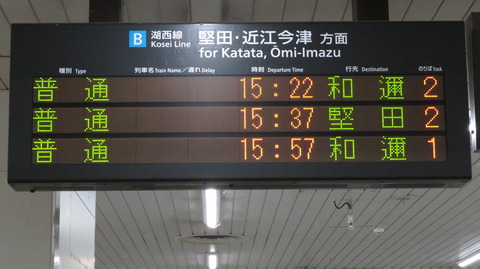 B 湖西線 堅田・近江今津 方面
Kosei Line for Katata, Ōmi-Imazu
種別 Type 列車名 Train Name／遅れ Delay 時刻 Departure Time 行先 Destination のりば Track
普通 15:22 和邇 2
普通 15:37 堅田 2
普通 15:57 和邇 1